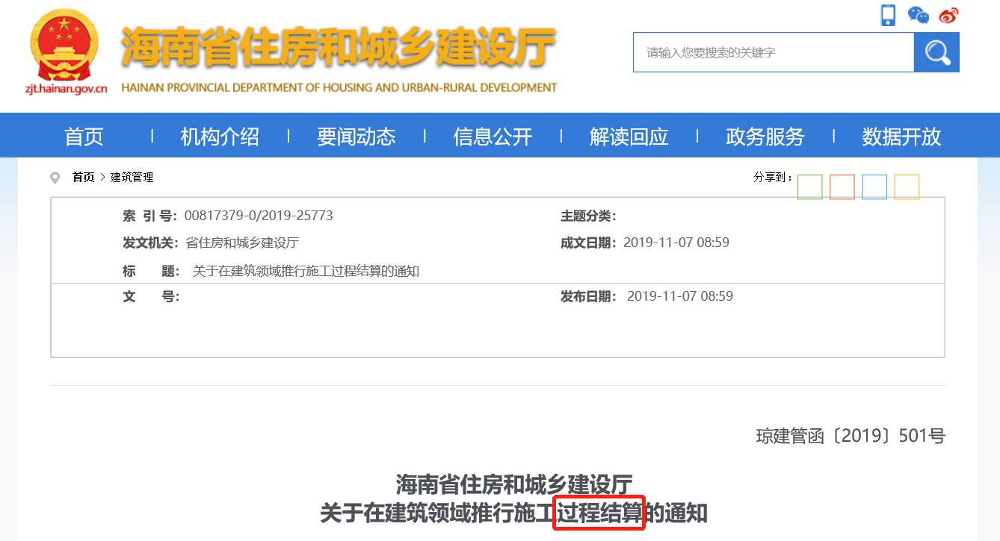 海南省住房和城乡建设厅
zjt.hainan.gov.cn
HAINAN PROVINCIAL DEPARTMENT OF HOUSING AND URBAN-RURAL DEVELOPMENT
请输入您要搜索的关键字
首页 | 机构介绍 | 要闻动态 | 信息公开 | 解读回应 | 政务服务 | 数据开放
首页 > 建筑管理
分享到：
索 引 号： 00817379-0/2019-25773
主题分类：
发文机关： 省住房和城乡建设厅
成文日期： 2019-11-07 08:59
标 题： 关于在建筑领域推行施工过程结算的通知
文 号：
发布日期： 2019-11-07 08:59
琼建管函〔2019〕501号
海南省住房和城乡建设厅
关于在建筑领域推行施工过程结算的通知